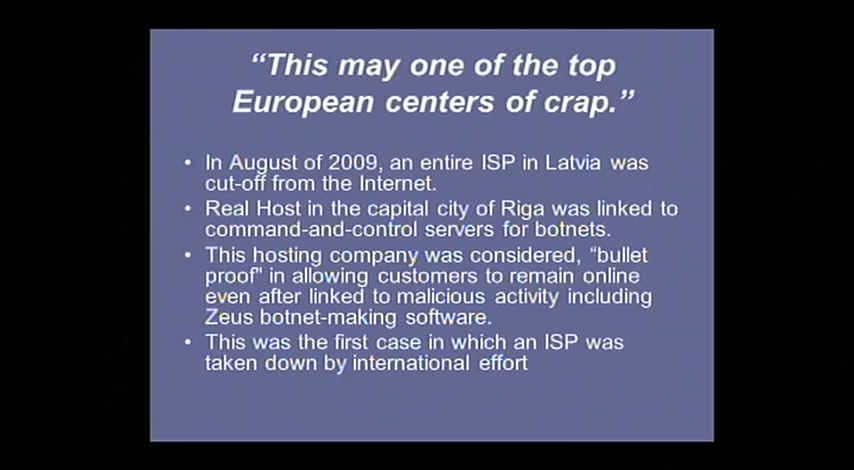 “This may one of the top
European centers of crap.”
• In August of 2009, an entire ISP in Latvia was
cut-off from the Internet.
• Real Host in the capital city of Riga was linked to
command-and-control servers for botnets.
• This hosting company was considered, “bullet
proof" in allowing customers to remain online
even after linked to malicious activity including
Zeus botnet-making software.
• This was the first case in which an ISP was
taken down by international effort